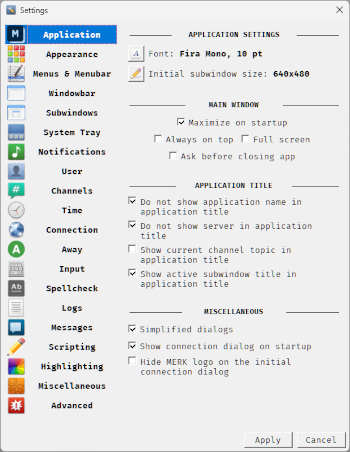 Settings
Application
Appearance
Menus & Menubar
Windowbar
Subwindows
System Tray
Notifications
User
Channels
Time
Connection
Away
Input
Spellcheck
Logs
Messages
Scripting
Highlighting
Miscellaneous
Advanced
APPLICATION SETTINGS
Font: Fira Mono, 10 pt
Initial subwindow size: 640x480
MAIN WINDOW
Maximize on startup
Always on top Full screen
Ask before closing app
APPLICATION TITLE
Do not show application name in
application title
Do not show server in application
title
Show current channel topic in
application title
Show active subwindow title in
application title
MISCELLANEOUS
Simplified dialogs
Show connection dialog on startup
Hide MERK logo on the initial
connection dialog
Apply Cancel